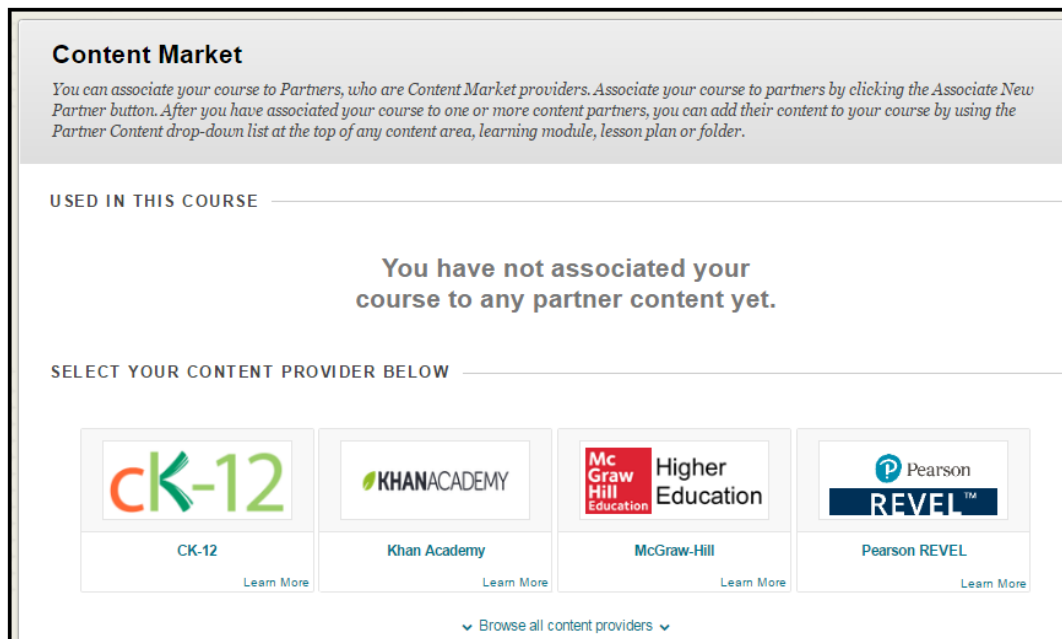 Content Market
You can associate your course to Partners, who are Content Market providers. Associate your course to partners by clicking the Associate New
Partner button. After you have associated your course to one or more content partners, you can add their content to your course by using the
Partner Content drop-down list at the top of any content area, learning module, lesson plan or folder.
USED IN THIS COURSE
You have not associated your
course to any partner content yet.
SELECT YOUR CONTENT PROVIDER BELOW
cK-12
KHANACADEMY
Mc
Graw
Hill
Education
Higher
Education
Pearson
REVEL™
CK-12
Khan Academy
McGraw-Hill
Pearson REVEL
Learn More
Learn More
Learn More
Learn More
Browse all content providers